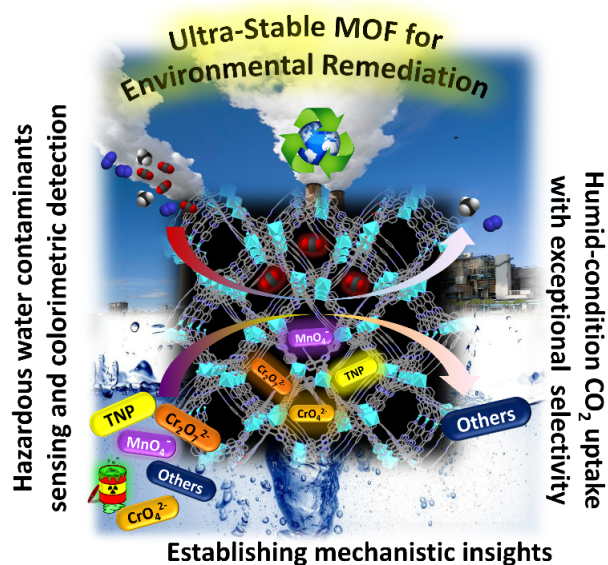 Ultra-Stable MOF for
Environmental Remediation
Hazardous water contaminants
sensing and colorimetric detection
Humid-condition CO₂ uptake
with exceptional selectivity
MnO₄⁻
Cr₂O₇²⁻
TNP
CrO₄²⁻
TNP
Cr₂O₇²⁻
MnO₄⁻
Others
CrO₄²⁻
Others
Establishing mechanistic insights